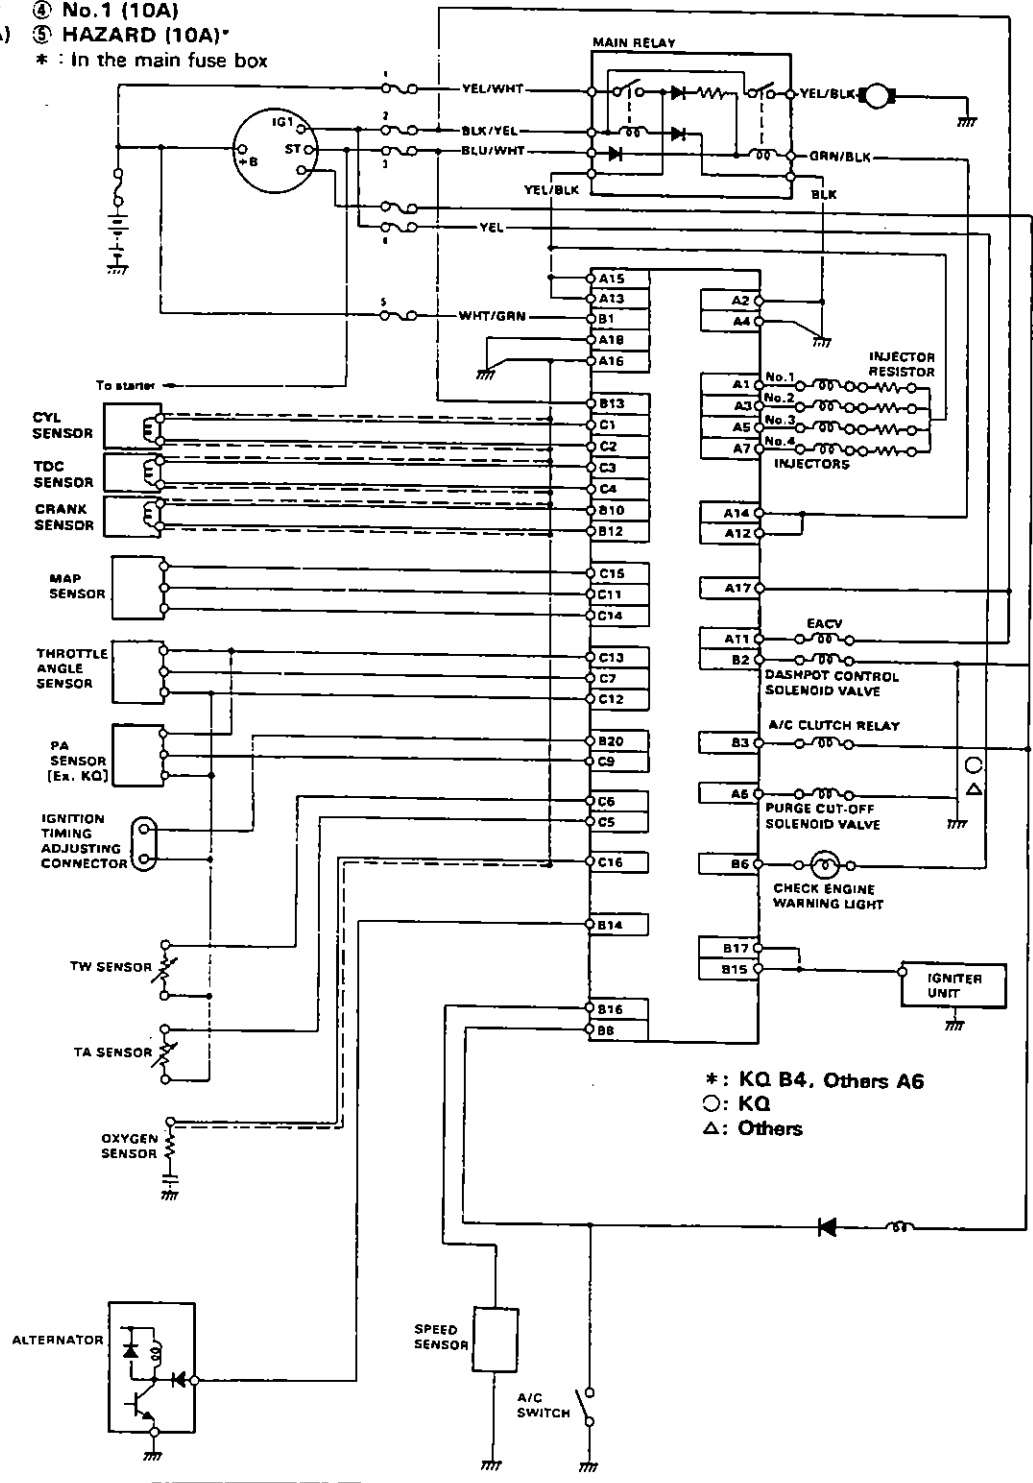 ④ No.1 (10A)
A) ⑤ HAZARD (10A)*
* : In the main fuse box
MAIN RELAY
1
YEL/WHT
YEL/BLK
IG1
2
BLK/YEL
ST
BLU/WHT
GRN/BLK
+B
3
YEL/BLK
BLK
4
YEL
A15
A13
A2
5
WHT/GRN
B1
A4
A18
A16
INJECTOR
RESISTOR
To starter
A1
No.1
CYL
SENSOR
B13
A3
No.2
C1
A5
No.3
C2
A7
No.4
INJECTORS
TDC
SENSOR
C3
C4
CRANK
SENSOR
B10
B12
A14
A12
MAP
SENSOR
C15
C11
C14
A17
THROTTLE
ANGLE
SENSOR
C13
C7
C12
EACV
A11
B2
DASHPOT CONTROL
SOLENOID VALVE
PA
SENSOR
[Ex. KQ]
B20
C9
A/C CLUTCH RELAY
B3
○
△
IGNITION
TIMING
ADJUSTING
CONNECTOR
C6
C5
A6
PURGE CUT-OFF
SOLENOID VALVE
C16
B6
CHECK ENGINE
WARNING LIGHT
B14
TW SENSOR
B17
B15
IGNITER
UNIT
B16
B8
TA SENSOR
*: KQ B4, Others A6
○: KQ
△: Others
OXYGEN
SENSOR
ALTERNATOR
SPEED
SENSOR
A/C
SWITCH